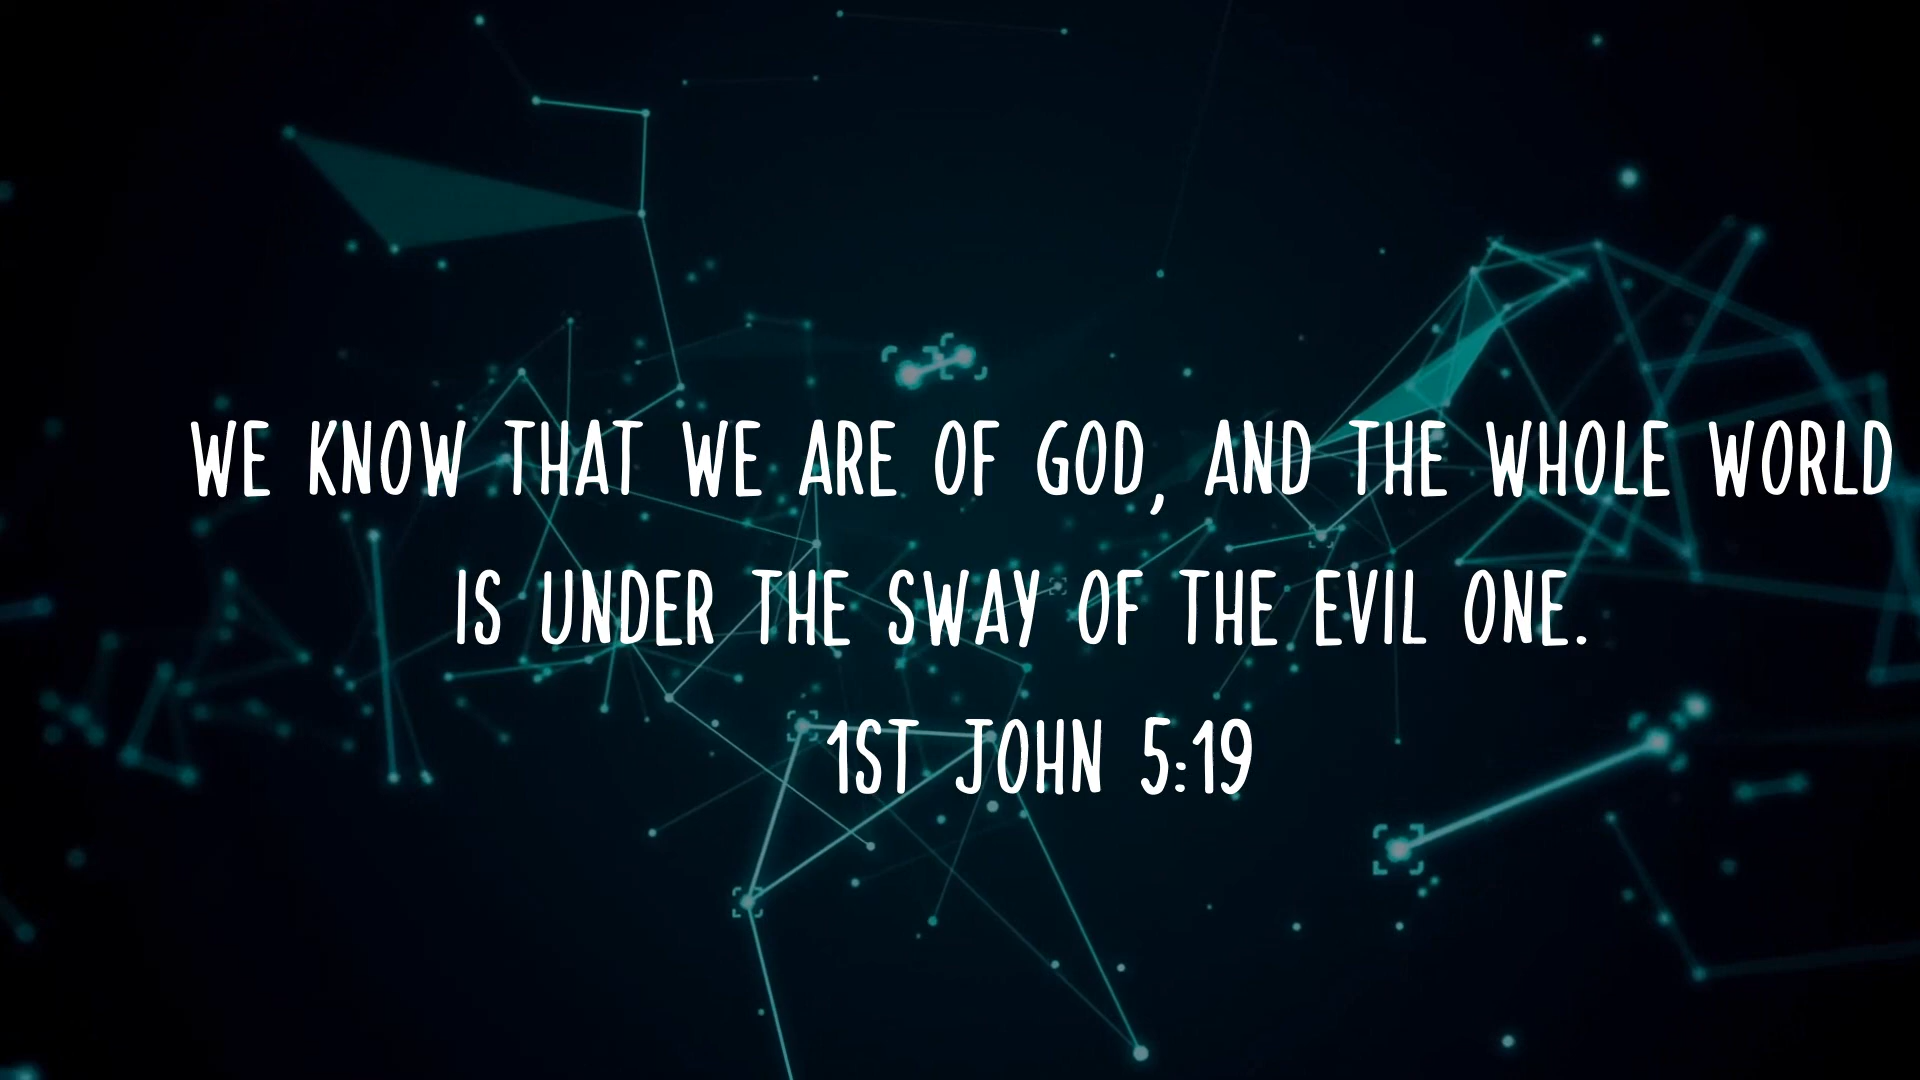 WE KNOW THAT WE ARE OF GOD, AND THE WHOLE WORLD
IS UNDER THE SWAY OF THE EVIL ONE.
1ST JOHN 5:19